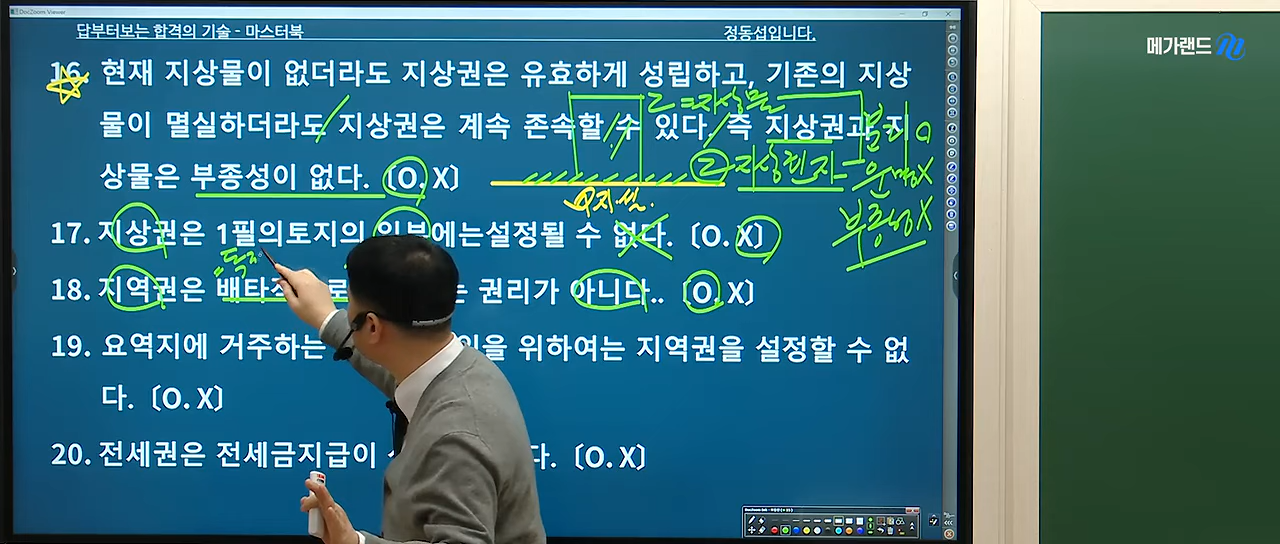 DocZoom Viewer
답부터보는 합격의 기술 - 마스터북
정동섭입니다.
메가랜드
16. 현재 지상물이 없더라도 지상권은 유효하게 성립하고, 기존의 지상
물이 멸실하더라도 지상권은 계속 존속할 수 있다. 즉 지상권과 지
상물은 부종성이 없다. 〔O. X〕
분리 O
부종성 X
17. 지상권은 1필의토지의 일부에는설정될 수 없다. 〔O. X〕
18. 지역권은 배타적 로 는 권리가 아니다.. 〔O. X〕
19. 요역지에 거주하는 을 위하여는 지역권을 설정할 수 없
다. 〔O. X〕
20. 전세권은 전세금지급이 다. 〔O. X〕